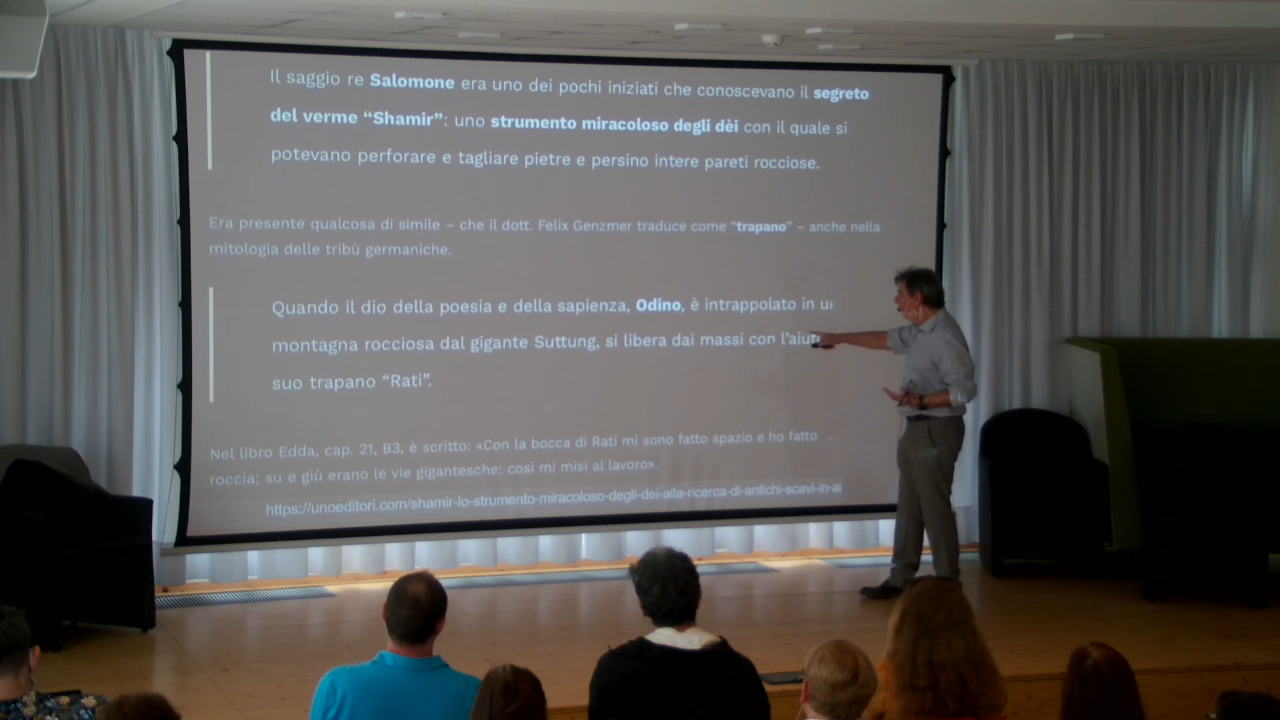 Il saggio re Salomone era uno dei pochi iniziati che conoscevano il segreto
del verme “Shamir”: uno strumento miracoloso degli dèi con il quale si
potevano perforare e tagliare pietre e persino intere pareti rocciose.
Era presente qualcosa di simile – che il dott. Felix Genzmer traduce come “trapano” – anche nella
mitologia delle tribù germaniche.
Quando il dio della poesia e della sapienza, Odino, è intrappolato in
montagna rocciosa dal gigante Suttung, si libera dai massi con
suo trapano “Rati”.
Nel libro Edda, cap. 21, B3, è scritto: «Con la bocca di Rati mi sono fatto spazio e ho fatto
roccia; su e giù erano le vie gigantesche: così mi misi al lavoro».
https://unoeditori.com/shamir-lo-strumento-miracoloso-degli-dei-alla-ricerca-di-antichi-scavi-in-ai